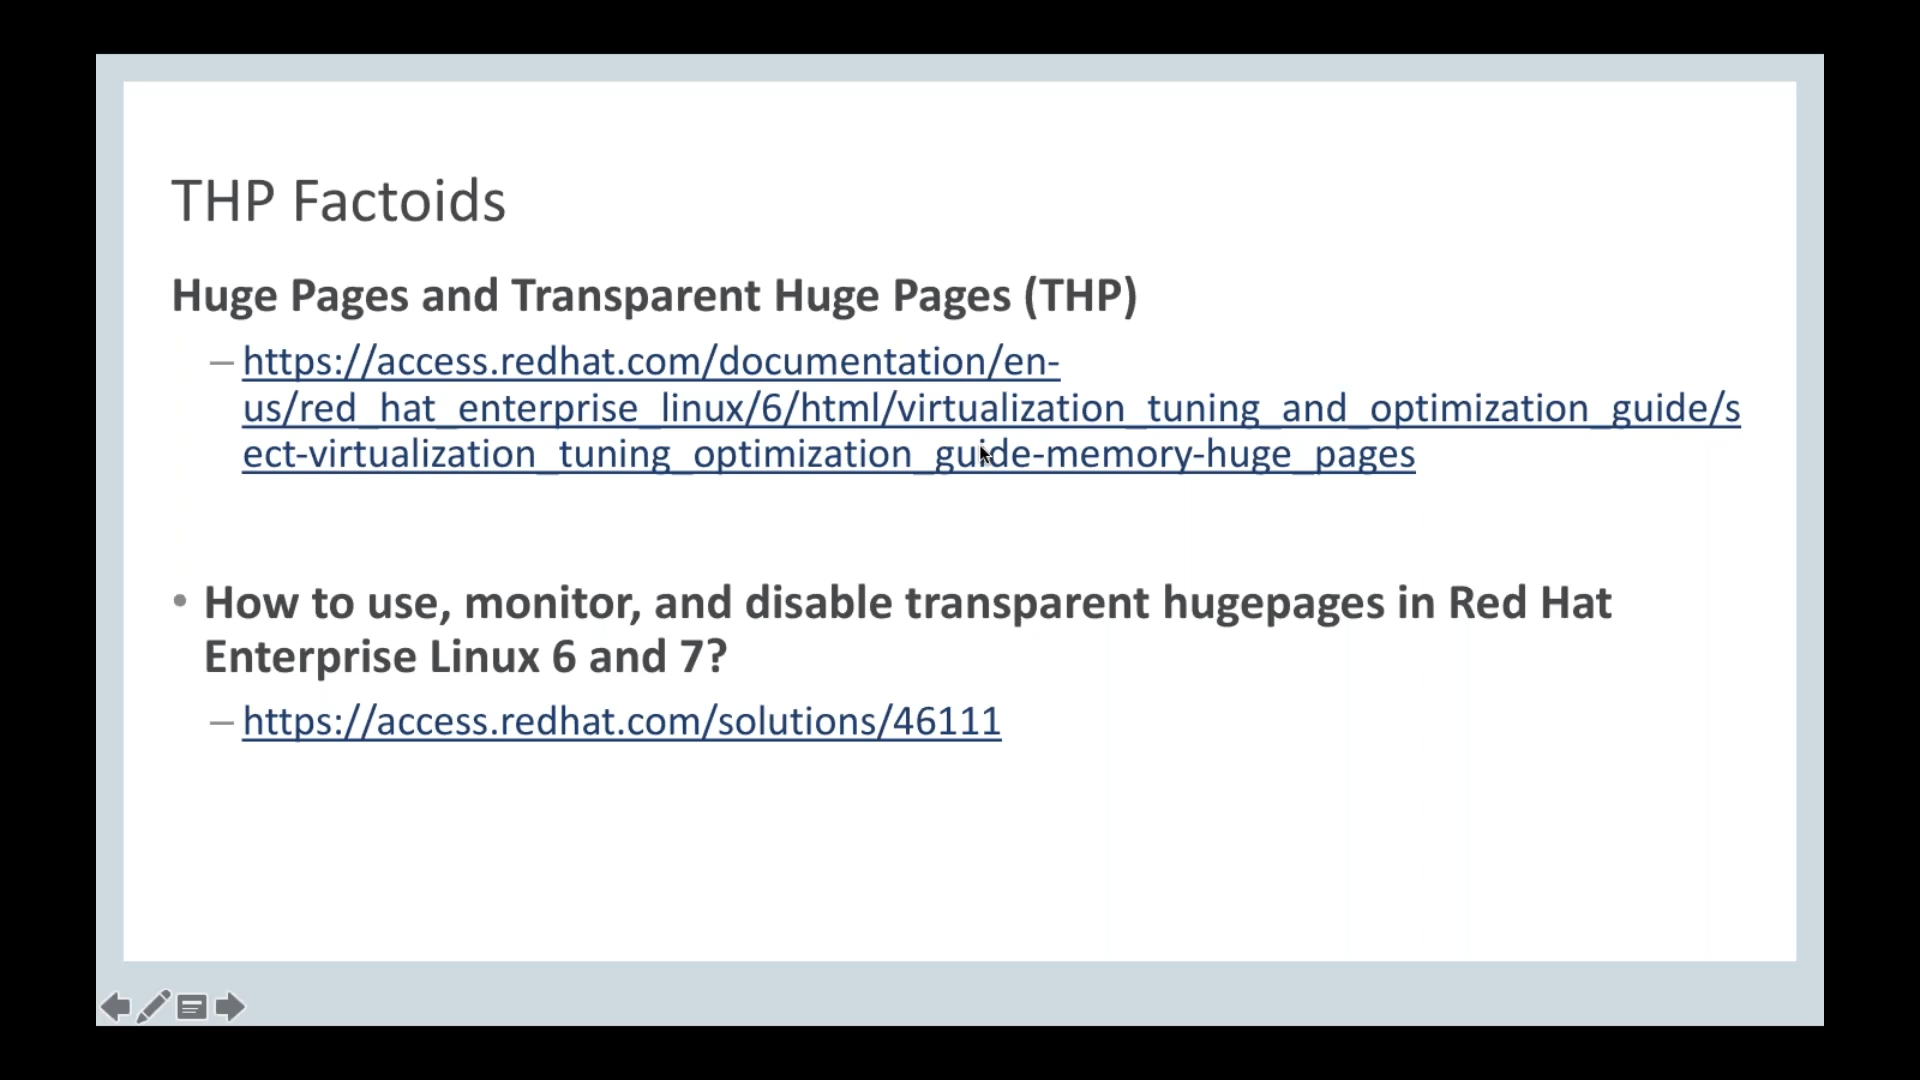 THP Factoids
Huge Pages and Transparent Huge Pages (THP)
– https://access.redhat.com/documentation/en-
us/red_hat_enterprise_linux/6/html/virtualization_tuning_and_optimization_guide/s
ect-virtualization_tuning_optimization_guide-memory-huge_pages
• How to use, monitor, and disable transparent hugepages in Red Hat
Enterprise Linux 6 and 7?
– https://access.redhat.com/solutions/46111